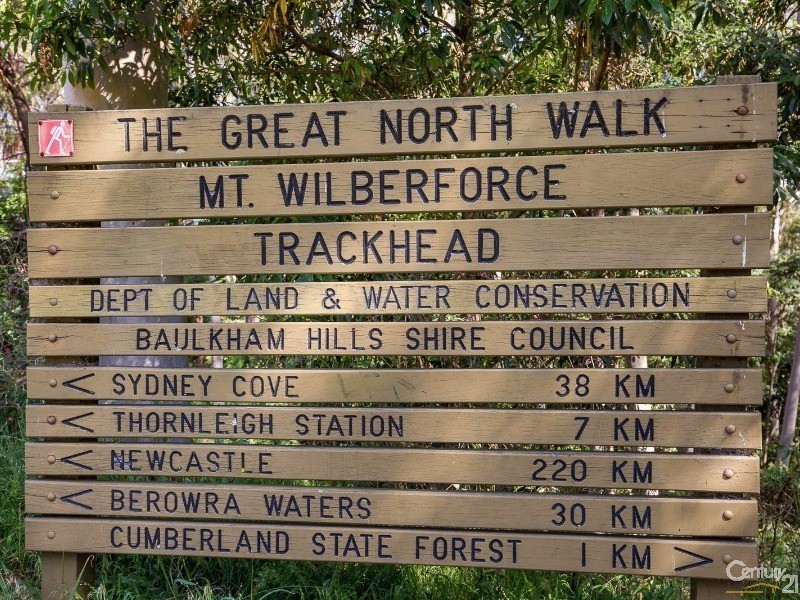 THE GREAT NORTH WALK
MT. WILBERFORCE
TRACKHEAD
DEPT OF LAND & WATER CONSERVATION
BAULKHAM HILLS SHIRE COUNCIL
< SYDNEY COVE 38 KM
< THORNLEIGH STATION 7 KM
< NEWCASTLE 220 KM
< BEROWRA WATERS 30 KM
CUMBERLAND STATE FOREST 1 KM >
Century 21